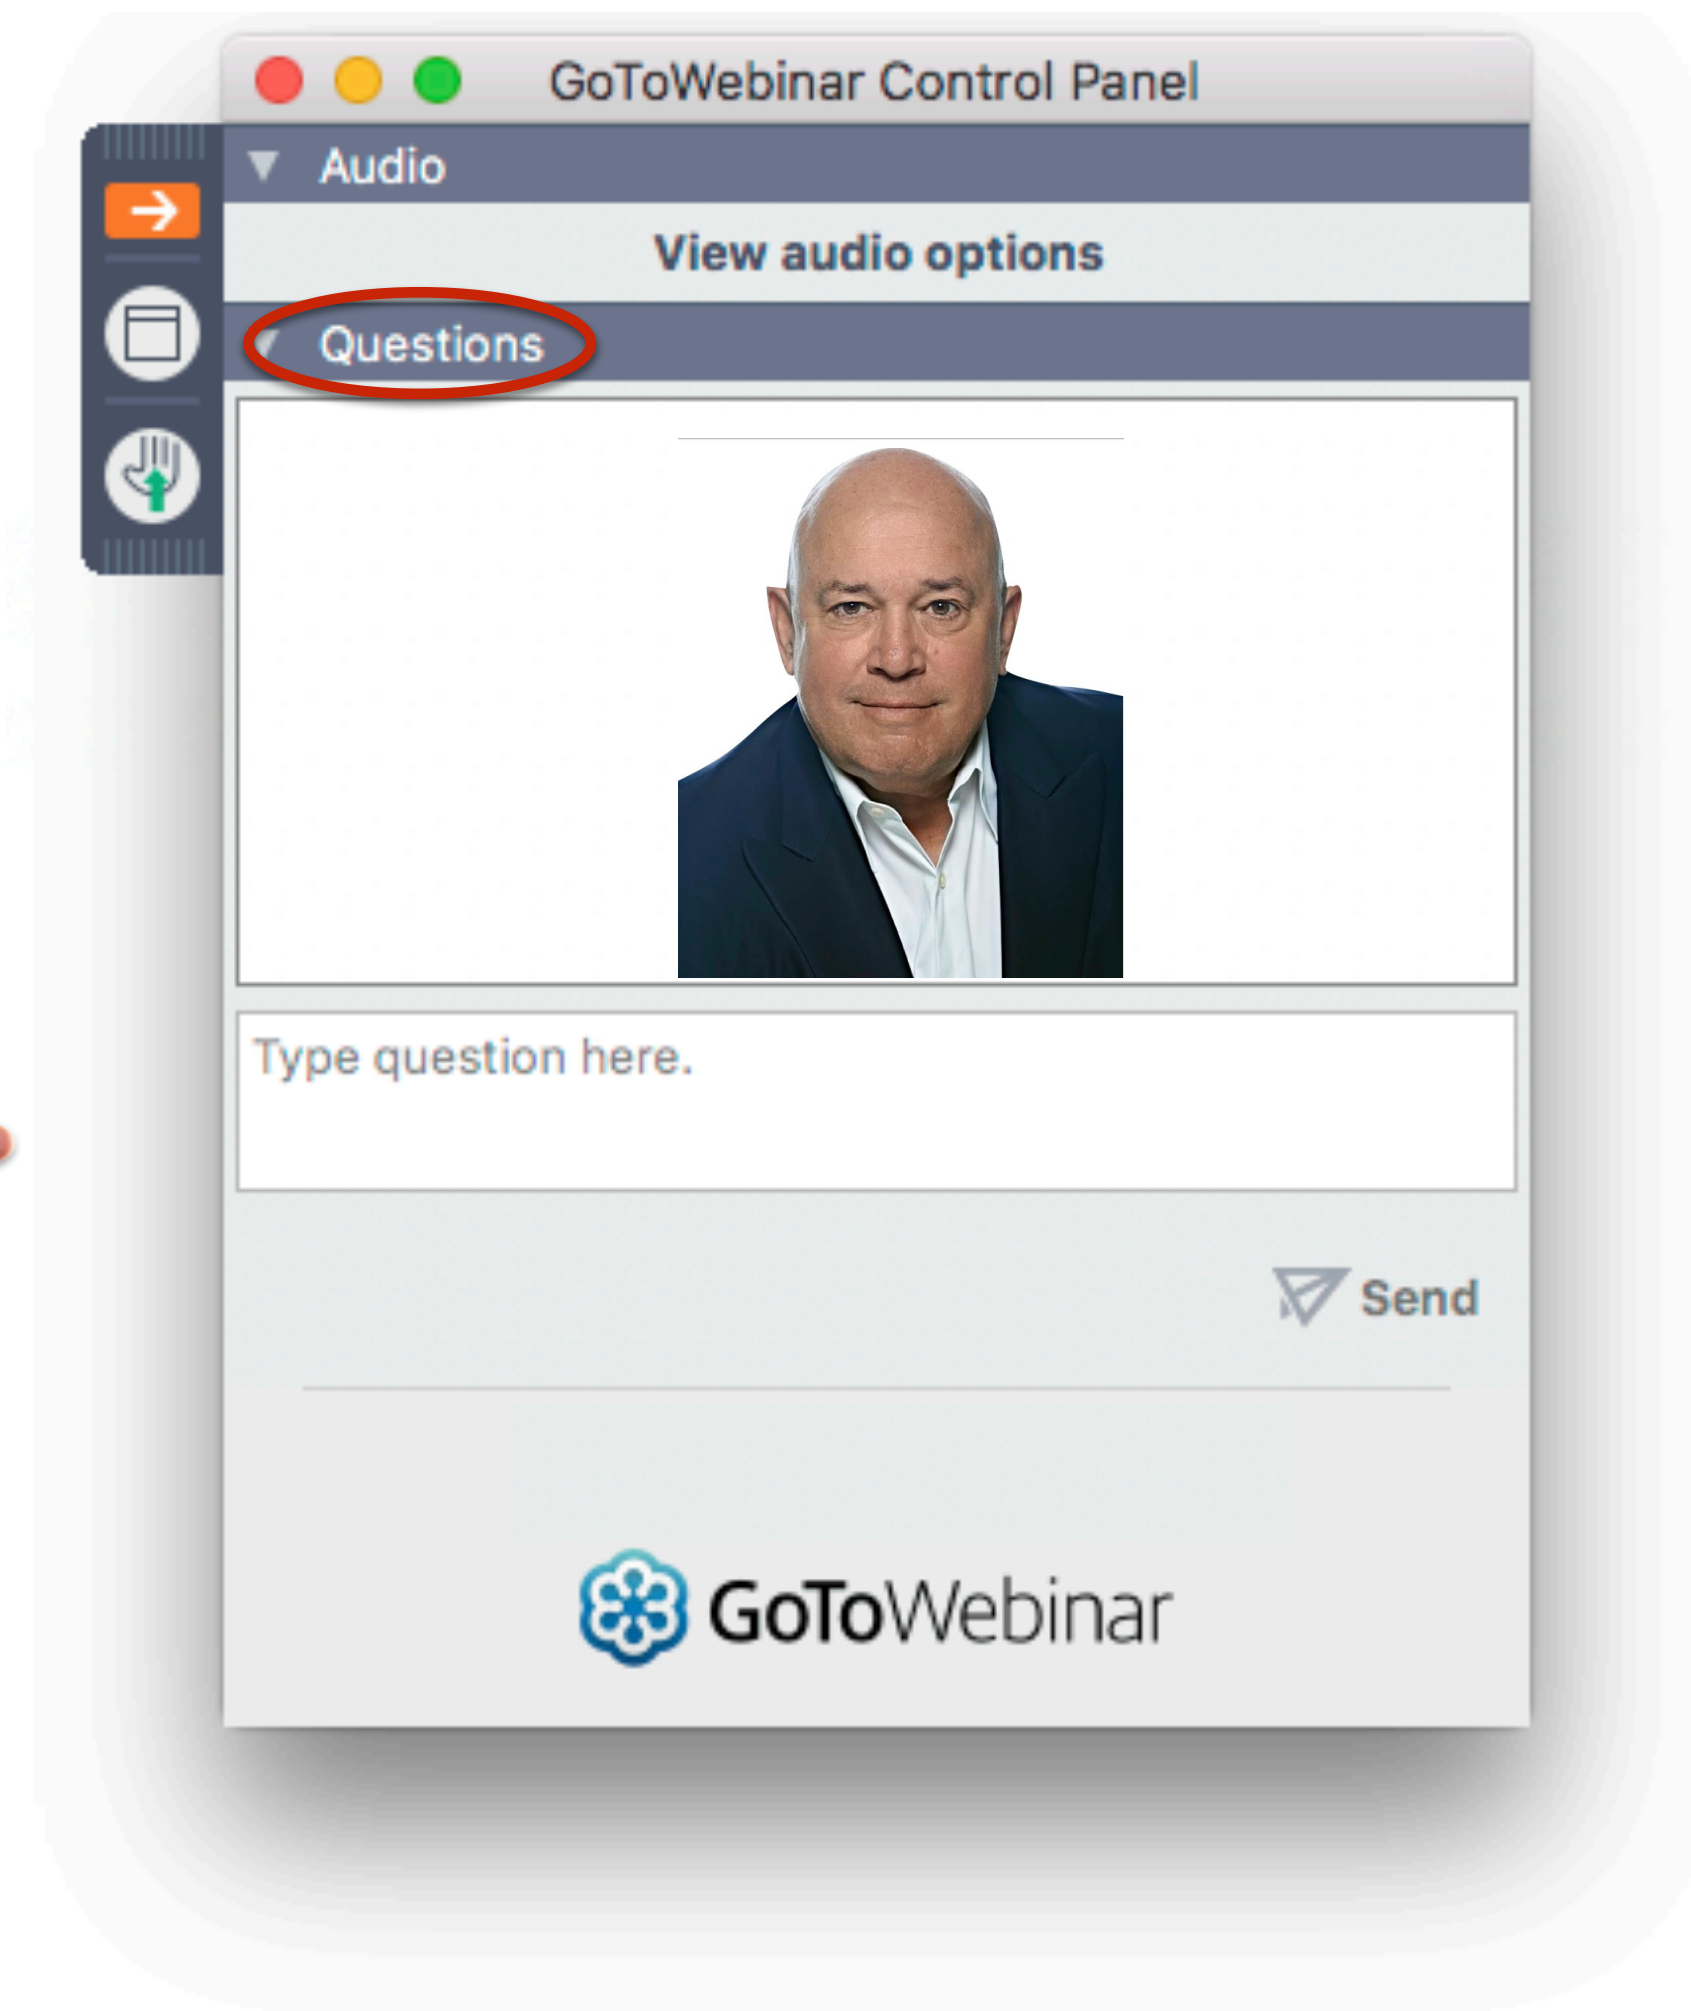 GoToWebinar Control Panel
Audio
View audio options
Questions
Type question here.
Send
GoToWebinar